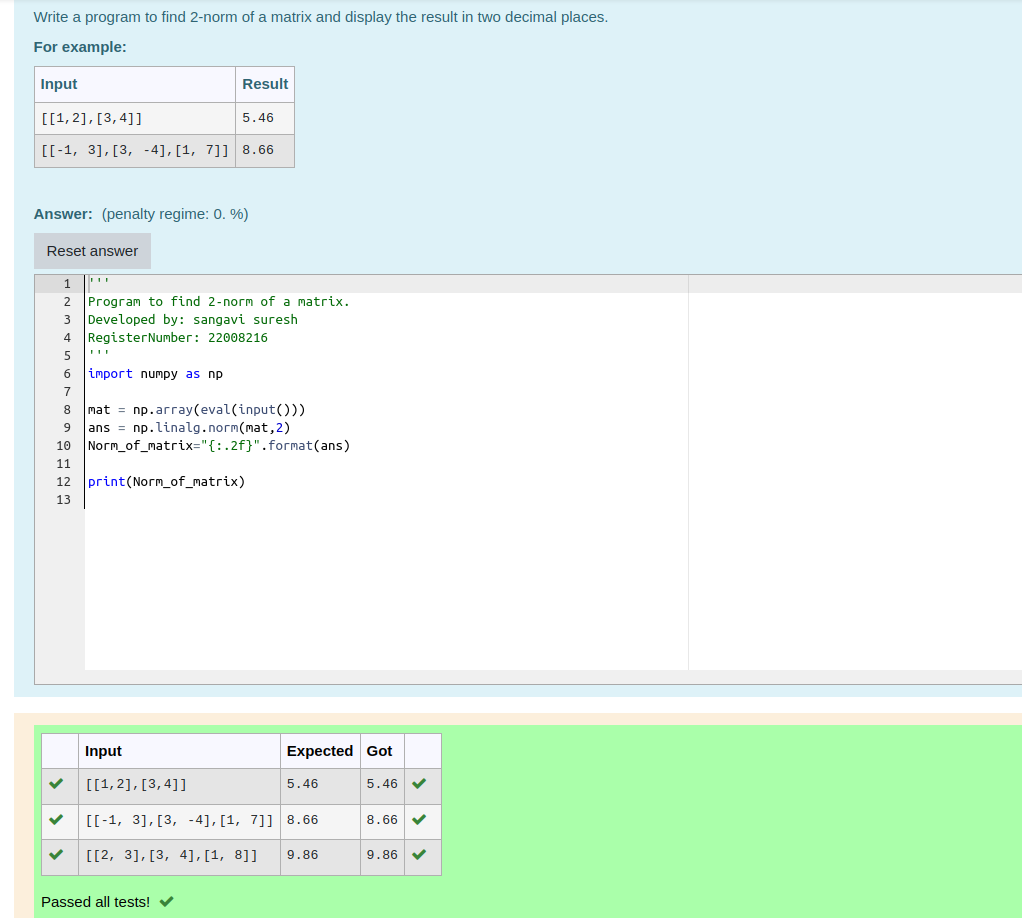 Write a program to find 2-norm of a matrix and display the result in two decimal places.
For example:
Input Result
[[1,2],[3,4]] 5.46
[[-1, 3],[3, -4],[1, 7]] 8.66
Answer: (penalty regime: 0. %)
Reset answer
1 '''
2 Program to find 2-norm of a matrix.
3 Developed by: sangavi suresh
4 RegisterNumber: 22008216
5 '''
6 import numpy as np
7
8 mat = np.array(eval(input()))
9 ans = np.linalg.norm(mat,2)
10 Norm_of_matrix="{:.2f}".format(ans)
11
12 print(Norm_of_matrix)
13
Input Expected Got
[[1,2],[3,4]] 5.46 5.46
[[-1, 3],[3, -4],[1, 7]] 8.66 8.66
[[2, 3],[3, 4],[1, 8]] 9.86 9.86
Passed all tests!